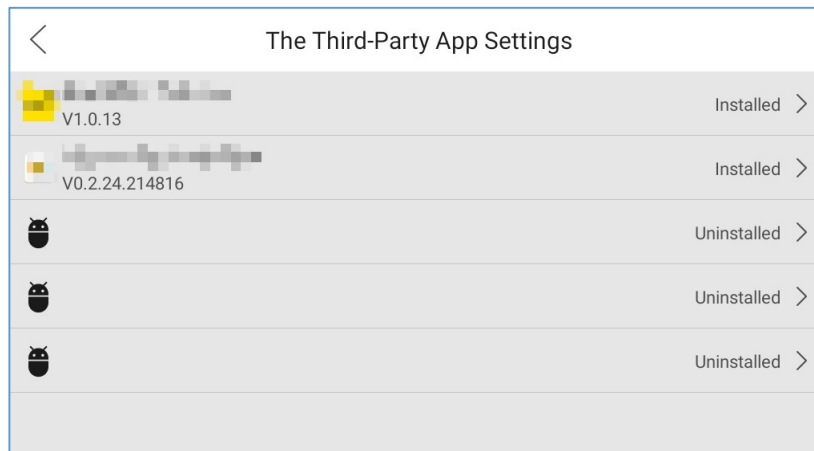 The Third-Party App Settings
Installed
V1.0.13
Installed
V0.2.24.214816
Uninstalled
Uninstalled
Uninstalled